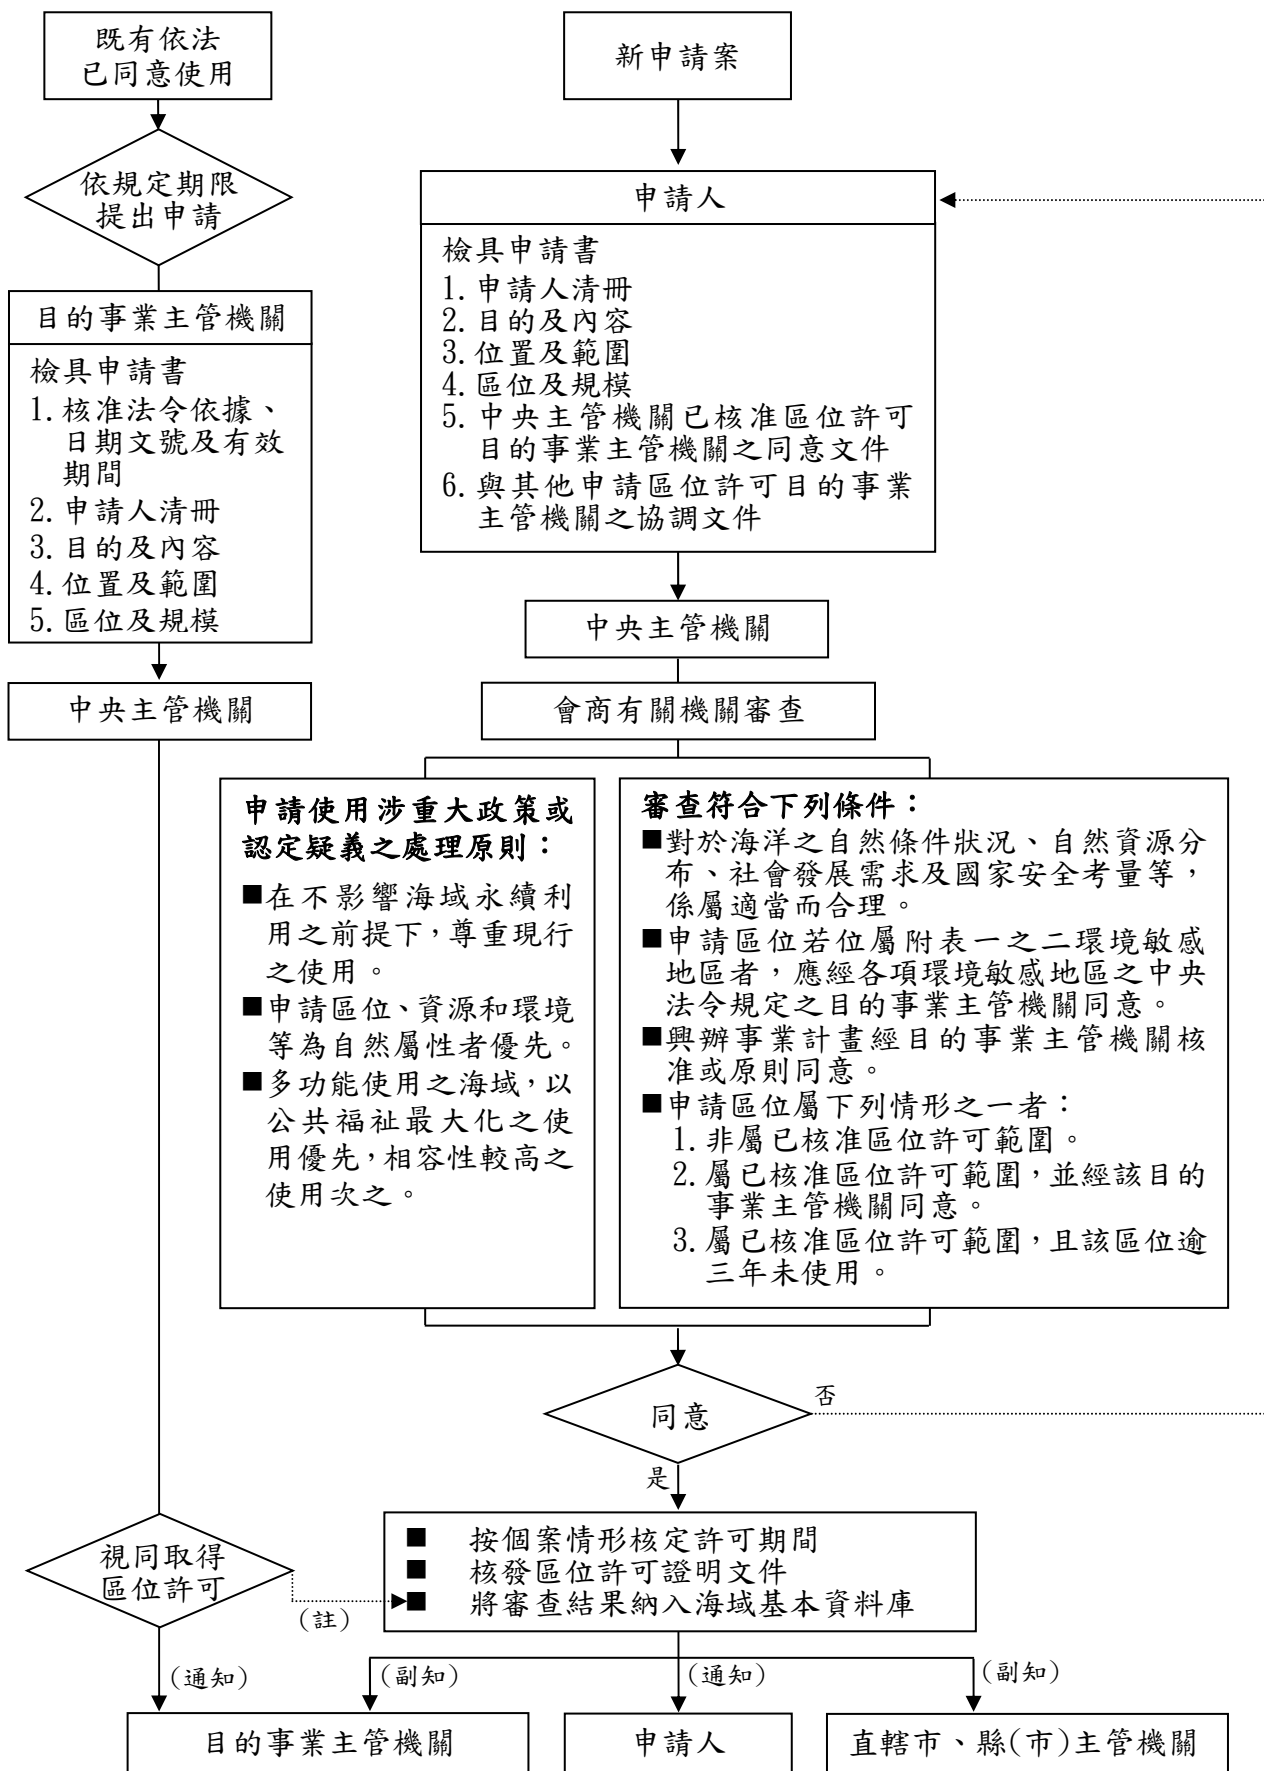 既有依法
已同意使用
依規定期限
提出申請
目的事業主管機關
檢具申請書
1.核准法令依據、
日期文號及有效
期間
2.申請人清冊
3.目的及內容
4.位置及範圍
5.區位及規模
中央主管機關
新申請案
申請人
檢具申請書
1.申請人清冊
2.目的及內容
3.位置及範圍
4.區位及規模
5.中央主管機關已核准區位許可
目的事業主管機關之同意文件
6.與其他申請區位許可目的事業
主管機關之協調文件
中央主管機關
會商有關機關審查
申請使用涉重大政策或
認定疑義之處理原則：
■在不影響海域永續利
用之前提下，尊重現行
之使用。
■申請區位、資源和環境
等為自然屬性者優先。
■多功能使用之海域，以
公共福祉最大化之使
用優先，相容性較高之
使用次之。
審查符合下列條件：
■對於海洋之自然條件狀況、自然資源分
布、社會發展需求及國家安全考量等，
係屬適當而合理。
■申請區位若位屬附表一之二環境敏感
地區者，應經各項環境敏感地區之中央
法令規定之目的事業主管機關同意。
■興辦事業計畫經目的事業主管機關核
准或原則同意。
■申請區位屬下列情形之一者：
1.非屬已核准區位許可範圍。
2.屬已核准區位許可範圍，並經該目的
事業主管機關同意。
3.屬已核准區位許可範圍，且該區位逾
三年未使用。
同意
否
是
視同取得
區位許可
(註)
■ 按個案情形核定許可期間
■ 核發區位許可證明文件
■ 將審查結果納入海域基本資料庫
(通知)
(副知)
(通知)
(副知)
目的事業主管機關
申請人
直轄市、縣(市)主管機關